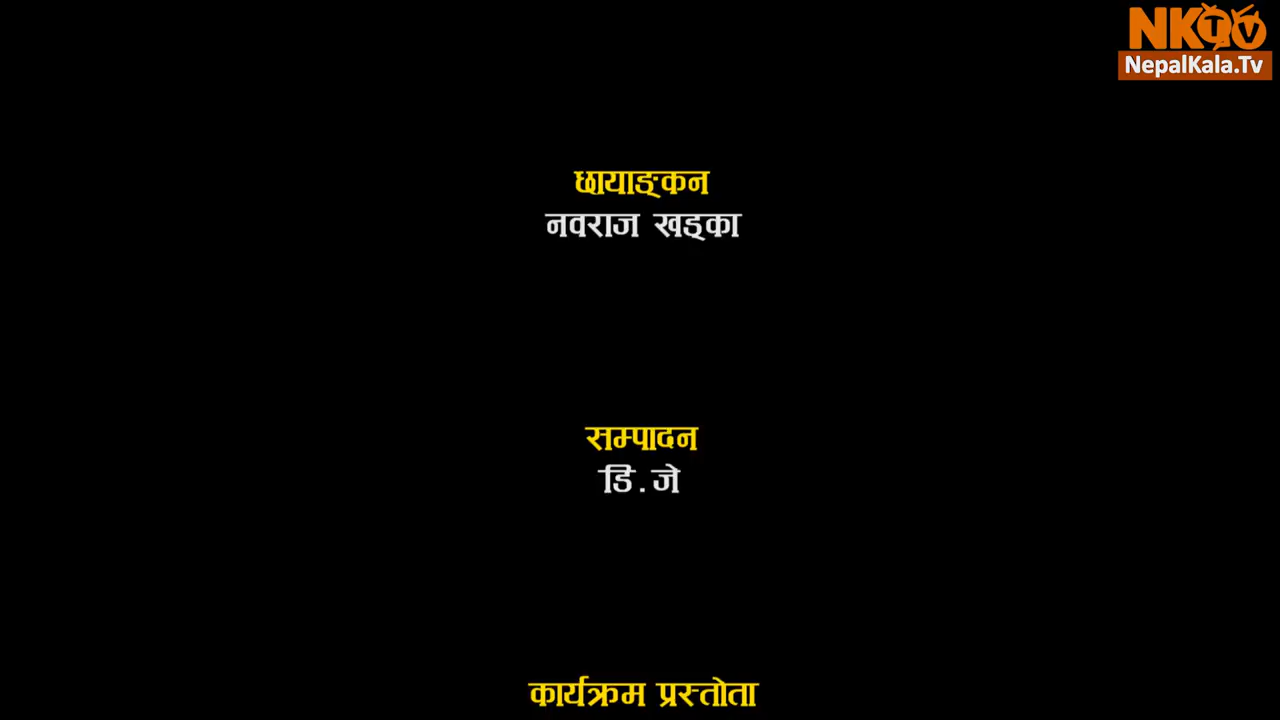 NKTV
NepalKala.Tv
छायाङ्कन
नवराज खड्का
सम्पादन
डि.जे
कार्यक्रम प्रस्तोता